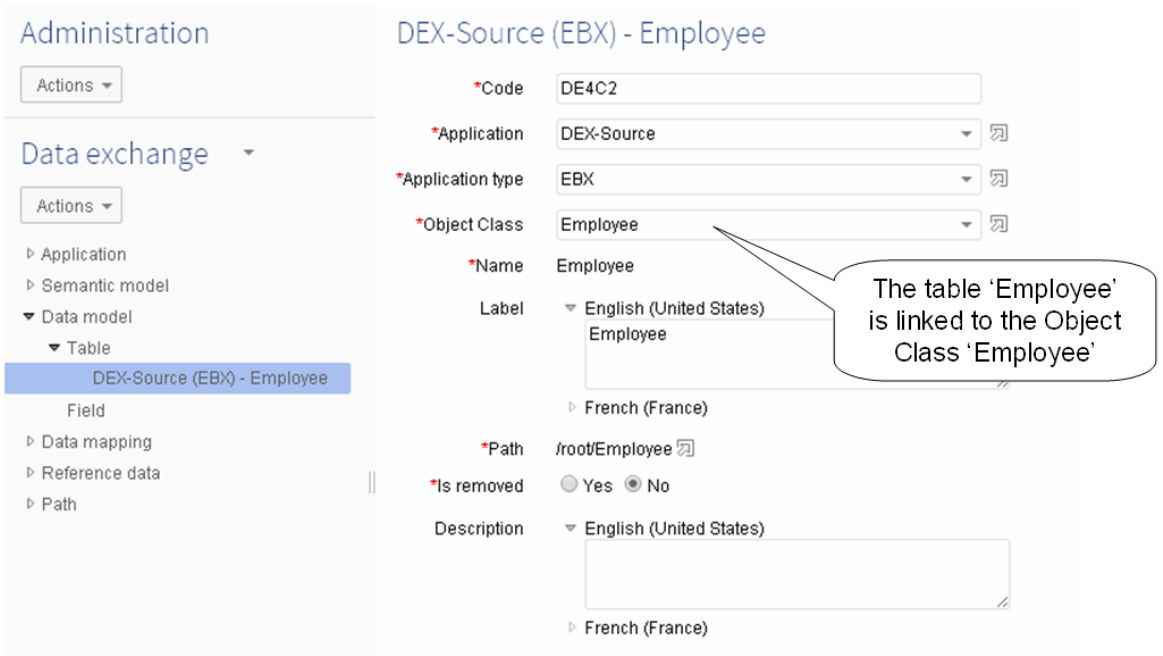 Administration
Actions
Data exchange
Actions
Application
Semantic model
Data model
Table
DEX-Source (EBX) - Employee
Field
Data mapping
Reference data
Path
DEX-Source (EBX) - Employee
*Code DE4C2
*Application DEX-Source
*Application type EBX
*Object Class Employee
*Name Employee
Label English (United States)
Employee
French (France)
*Path /root/Employee
*Is removed Yes No
Description English (United States)
French (France)
The table ‘Employee’
is linked to the Object
Class ‘Employee’